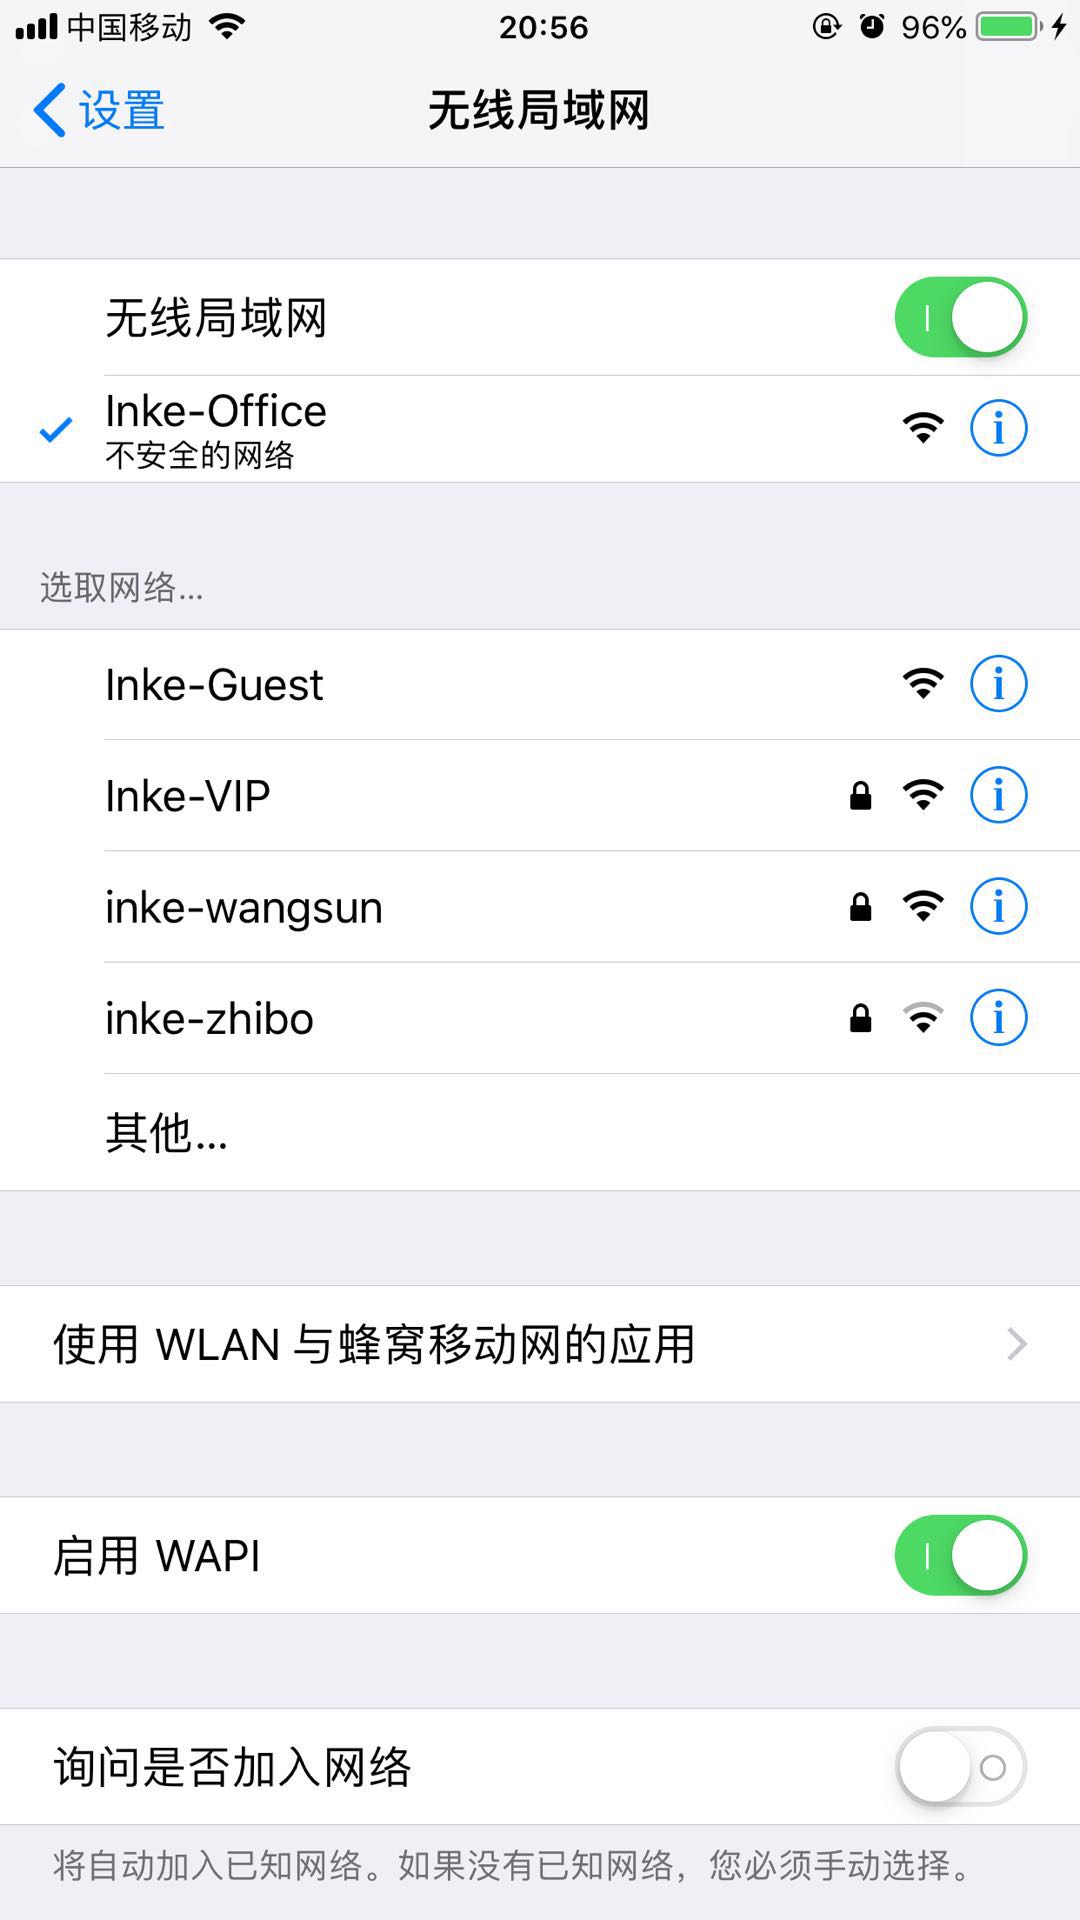 中国移动 20:56 96%
设置 无线局域网
无线局域网
Inke-Office
不安全的网络
选取网络...
Inke-Guest
Inke-VIP
inke-wangsun
inke-zhibo
其他...
使用 WLAN 与蜂窝移动网的应用
启用 WAPI
询问是否加入网络
将自动加入已知网络。如果没有已知网络，您必须手动选择。